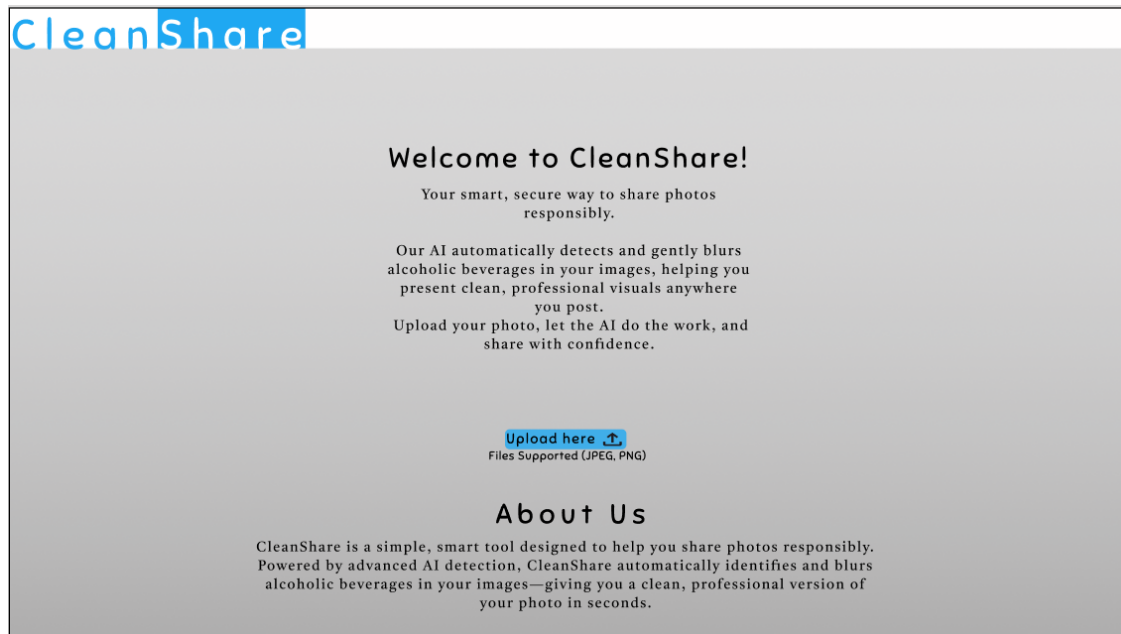 CleanShare
Welcome to CleanShare!
Your smart, secure way to share photos
responsibly.
Our AI automatically detects and gently blurs
alcoholic beverages in your images, helping you
present clean, professional visuals anywhere
you post.
Upload your photo, let the AI do the work, and
share with confidence.
Upload here
Files Supported (JPEG, PNG)
About Us
CleanShare is a simple, smart tool designed to help you share photos responsibly.
Powered by advanced AI detection, CleanShare automatically identifies and blurs
alcoholic beverages in your images—giving you a clean, professional version of
your photo in seconds.